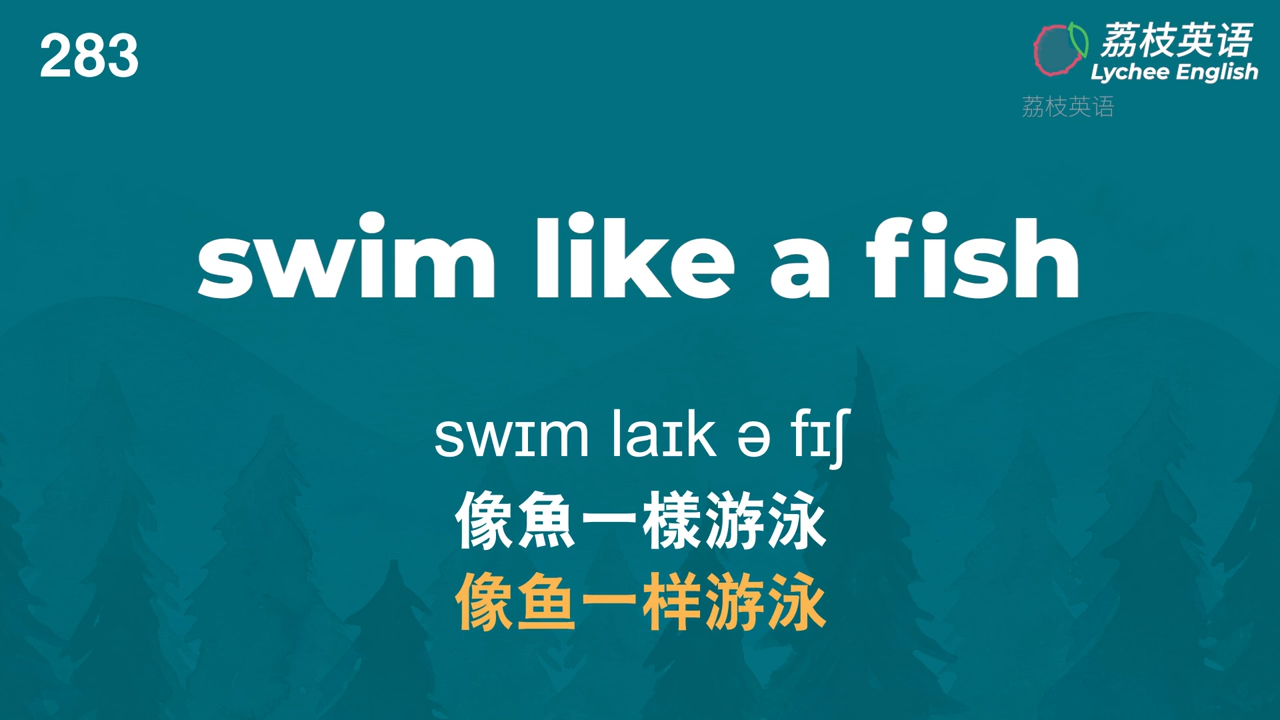 283
荔枝英语
Lychee English
荔枝英语
swim like a fish
swɪm laɪk ə fɪʃ
像魚一樣游泳
像鱼一样游泳